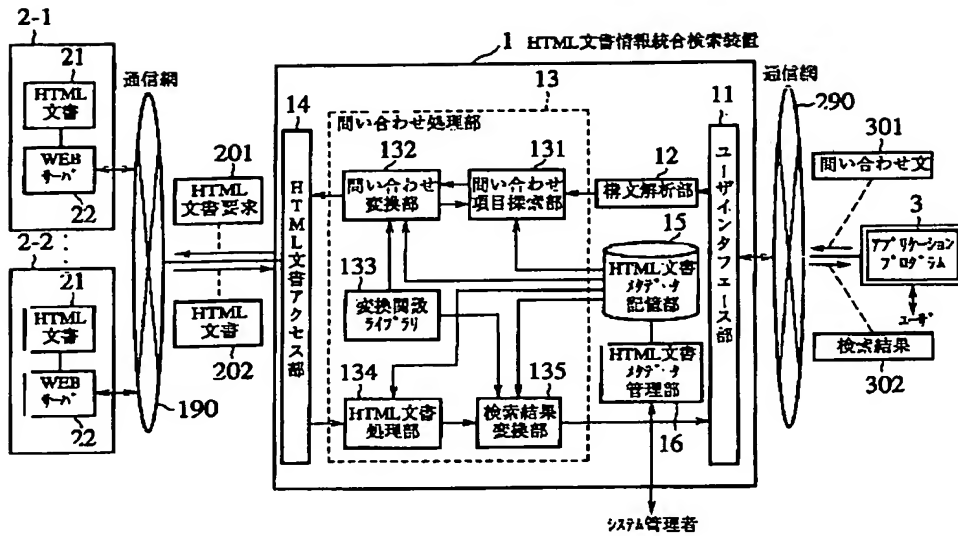 2-1
21
HTML
文書
WEB
サーバ
22
2-2
21
HTML
文書
WEB
サーバ
22
通信網
190
201
HTML
文書要求
HTML
文書
202
1 HTML文書情報統合検索装置
14
HTML文書アクセス部
13
問い合わせ処理部
132
問い合わせ
変換部
131
問い合わせ
項目探索部
133
変換関数
ライブラリ
134
HTML文書
処理部
135
検索結果
変換部
12
構文解析部
15
HTML文書
メタデータ
記憶部
HTML文書
メタデータ
管理部
16
11
ユーザインタフェース部
システム管理者
通信網
290
301
問い合わせ文
3
アプリケーション
プログラム
ユーザ
検索結果
302